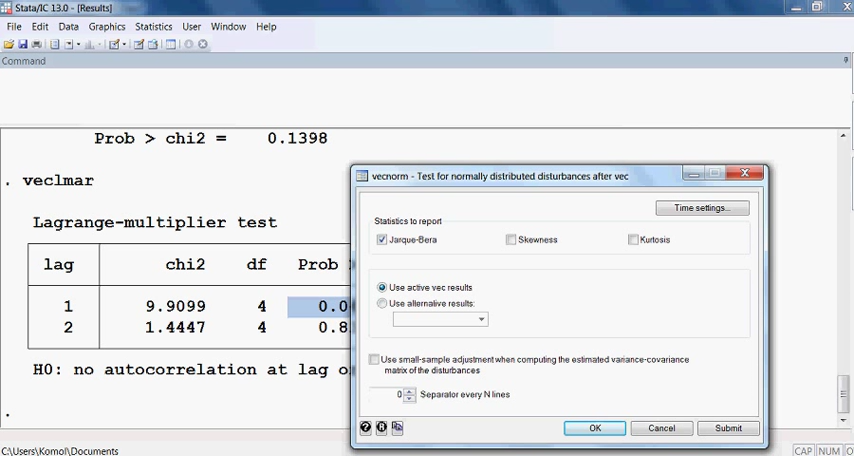 Stata/IC 13.0 - [Results]
File Edit Data Graphics Statistics User Window Help
Command
Prob > chi2 = 0.1398
. veclmar
Lagrange-multiplier test
lag chi2 df Prob
1 9.9099 4 0.0
2 1.4447 4 0.8
H0: no autocorrelation at lag o
.
vecnorm - Test for normally distributed disturbances after vec
Time settings...
Statistics to report
Jarque-Bera Skewness Kurtosis
Use active vec results
Use alternative results:
Use small-sample adjustment when computing the estimated variance-covariance
matrix of the disturbances
0 Separator every N lines
OK Cancel Submit
C:\Users\Komol\Documents
CAP NUM